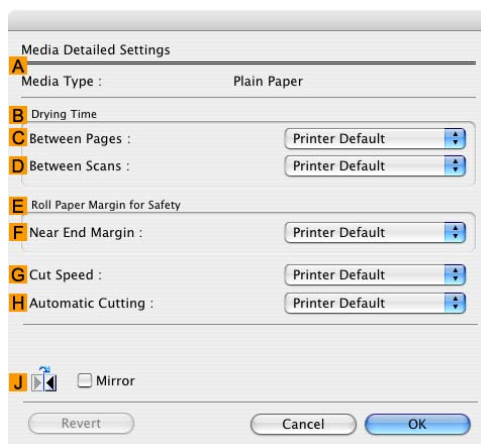 Media Detailed Settings
A
Media Type : Plain Paper
B Drying Time
C Between Pages : Printer Default
D Between Scans : Printer Default
E Roll Paper Margin for Safety
F Near End Margin : Printer Default
G Cut Speed : Printer Default
H Automatic Cutting : Printer Default
J Mirror
Revert Cancel OK